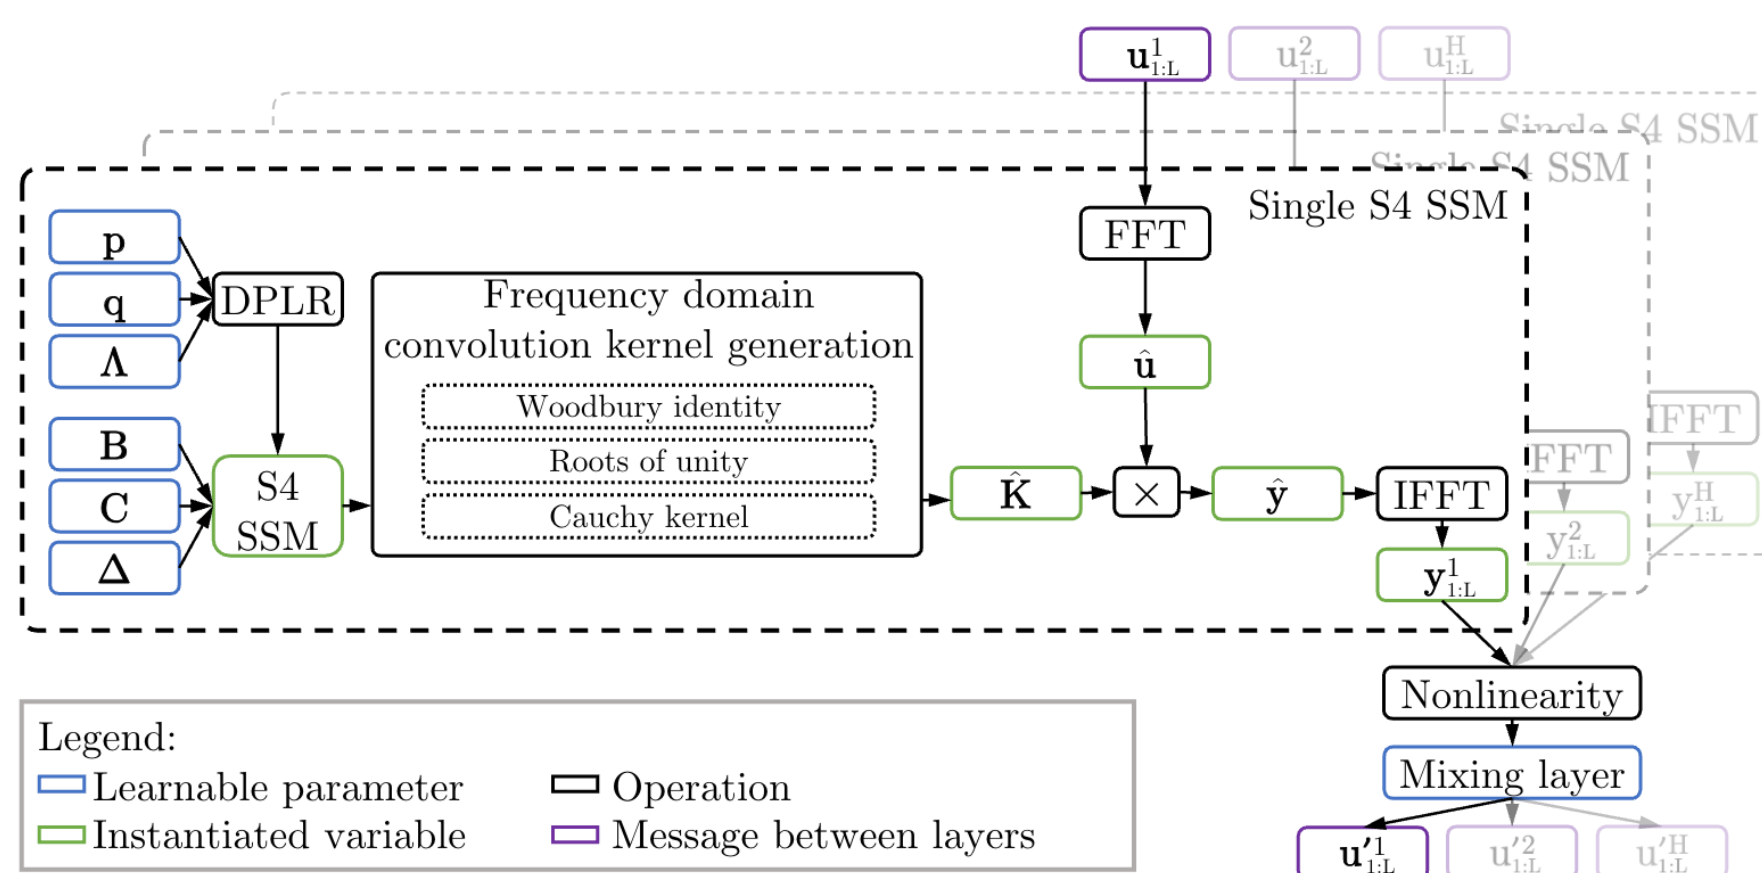 u¹₁:L
u²₁:L
uᴴ₁:L
Single S4 SSM
Single S4 SSM
Single S4 SSM
FFT
p
q
Λ
DPLR
B
C
Δ
S4
SSM
Frequency domain
convolution kernel generation
Woodbury identity
Roots of unity
Cauchy kernel
û
K̂
×
ŷ
IFFT
y¹₁:L
FFT
y²₁:L
IFFT
yᴴ₁:L
Nonlinearity
Mixing layer
u′¹₁:L
u′²₁:L
u′ᴴ₁:L
Legend:
Learnable parameter
Operation
Instantiated variable
Message between layers